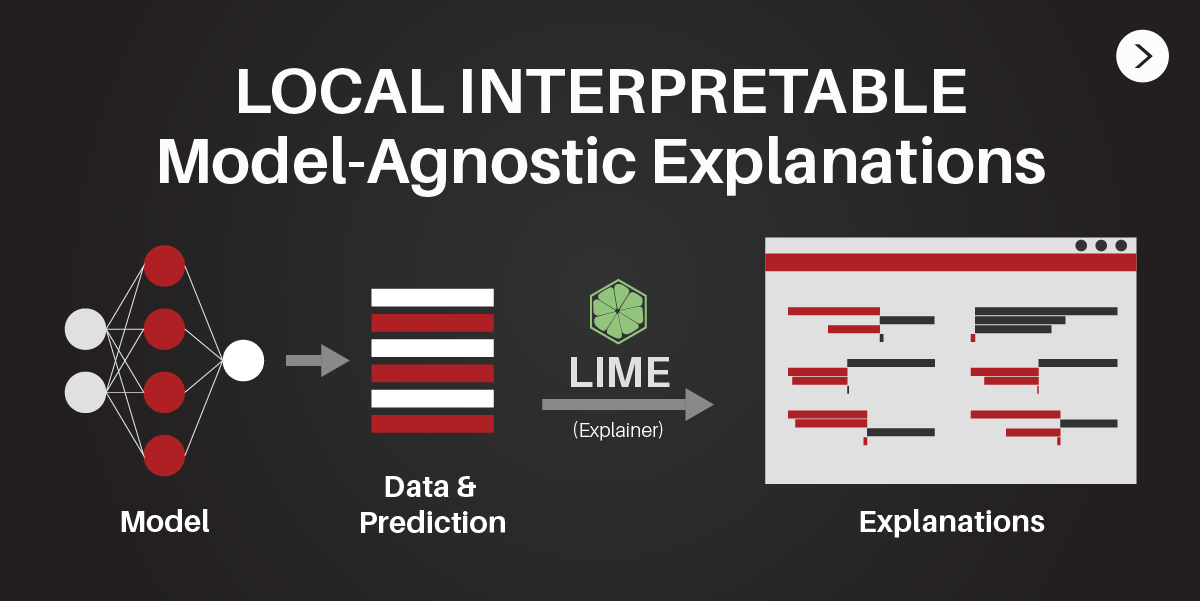 LOCAL INTERPRETABLE
Model-Agnostic Explanations
LIME
(Explainer)
Data &
Prediction
Model
Explanations